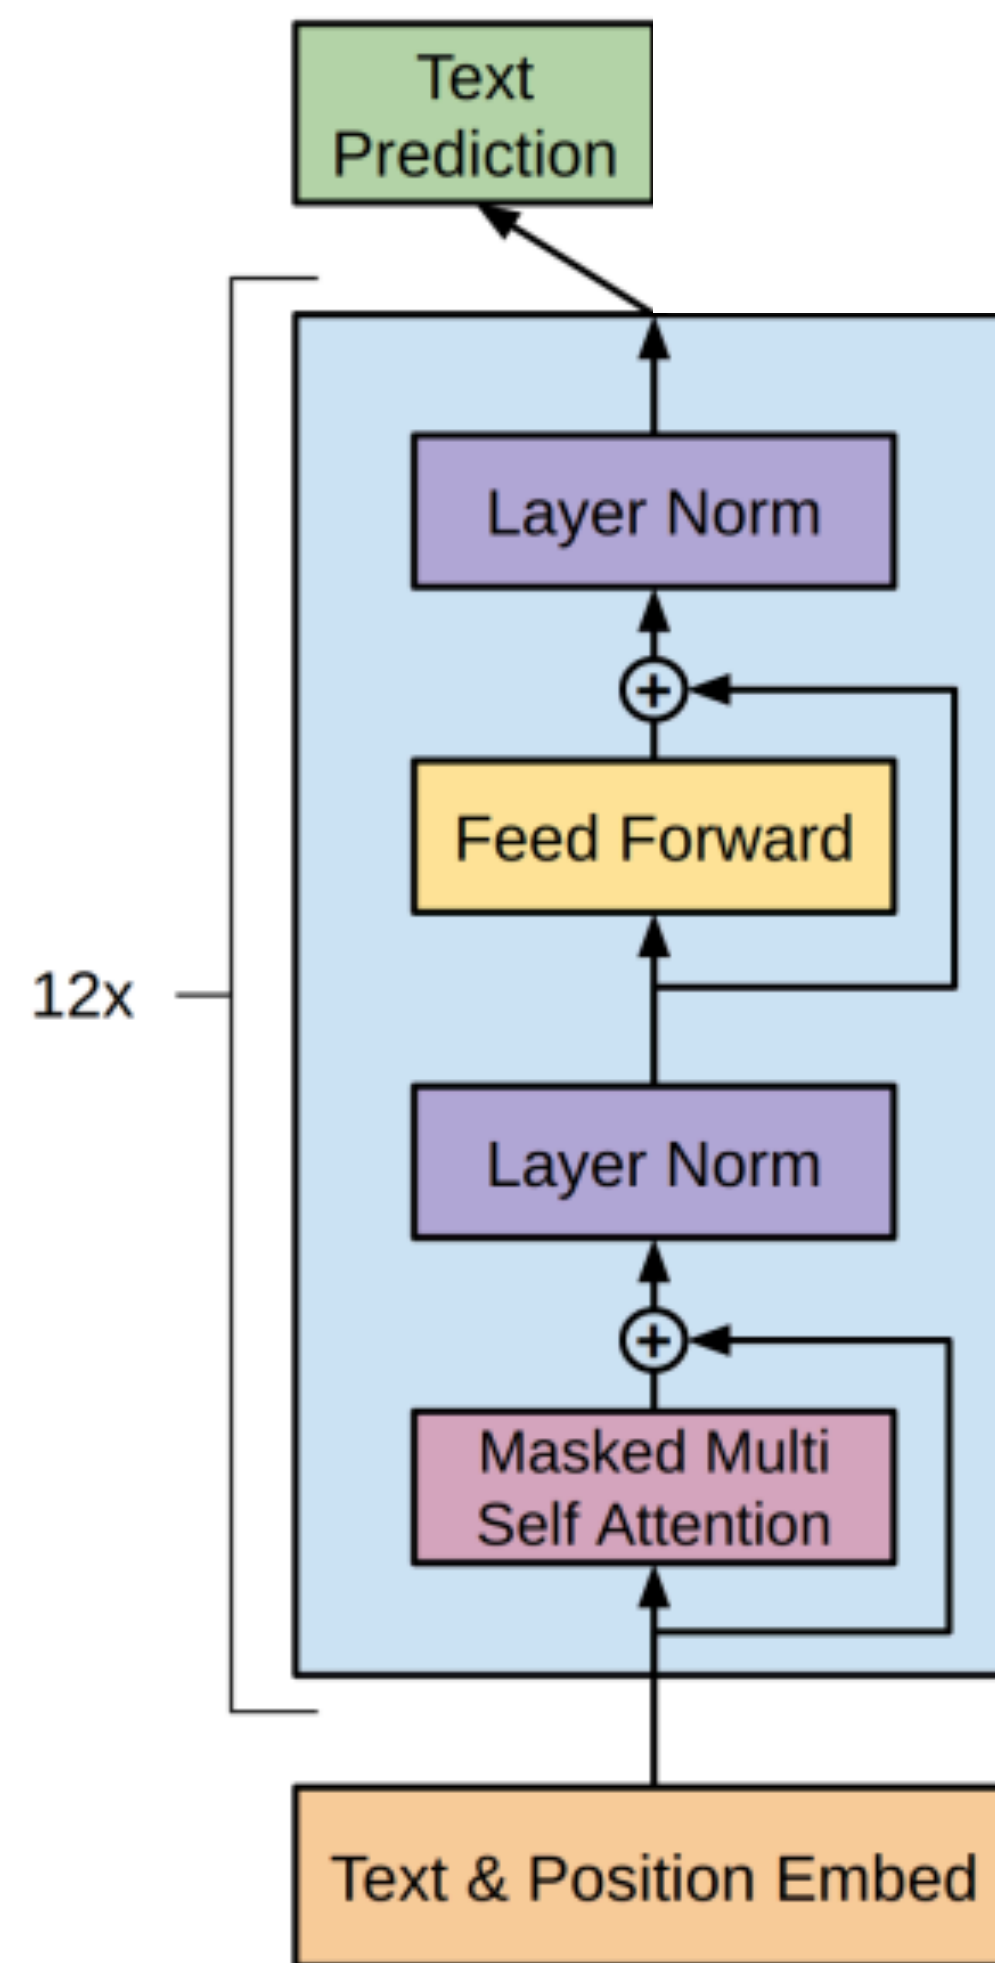 Text
Prediction
Layer Norm
+
Feed Forward
12x
Layer Norm
+
Masked Multi
Self Attention
Text & Position Embed